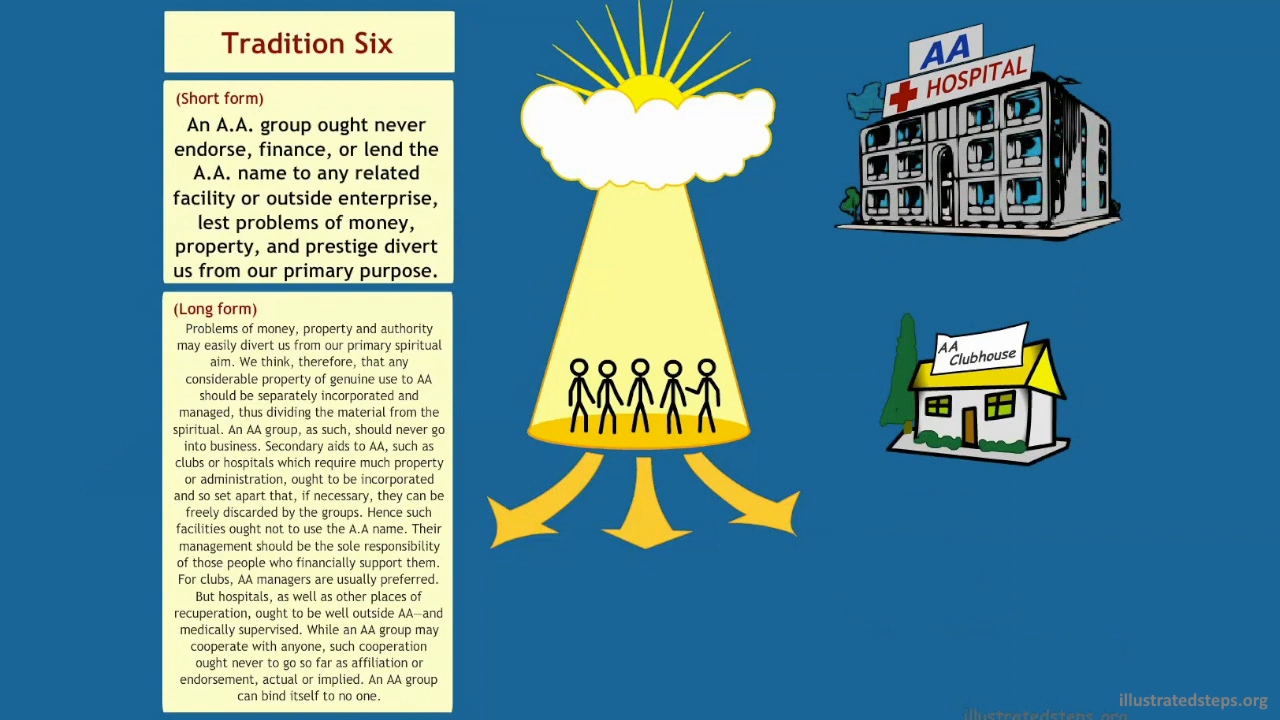 Tradition Six
(Short form)
An A.A. group ought never
endorse, finance, or lend the
A.A. name to any related
facility or outside enterprise,
lest problems of money,
property, and prestige divert
us from our primary purpose.
(Long form)
Problems of money, property and authority
may easily divert us from our primary spiritual
aim. We think, therefore, that any
considerable property of genuine use to AA
should be separately incorporated and
managed, thus dividing the material from the
spiritual. An AA group, as such, should never go
into business. Secondary aids to AA, such as
clubs or hospitals which require much property
or administration, ought to be incorporated
and so set apart that, if necessary, they can be
freely discarded by the groups. Hence such
facilities ought not to use the A.A name. Their
management should be the sole responsibility
of those people who financially support them.
For clubs, AA managers are usually preferred.
But hospitals, as well as other places of
recuperation, ought to be well outside AA—and
medically supervised. While an AA group may
cooperate with anyone, such cooperation
ought never to go so far as affiliation or
endorsement, actual or implied. An AA group
can bind itself to no one.
AA
HOSPITAL
AA
Clubhouse
illustratedsteps.org
illustratedsteps.org